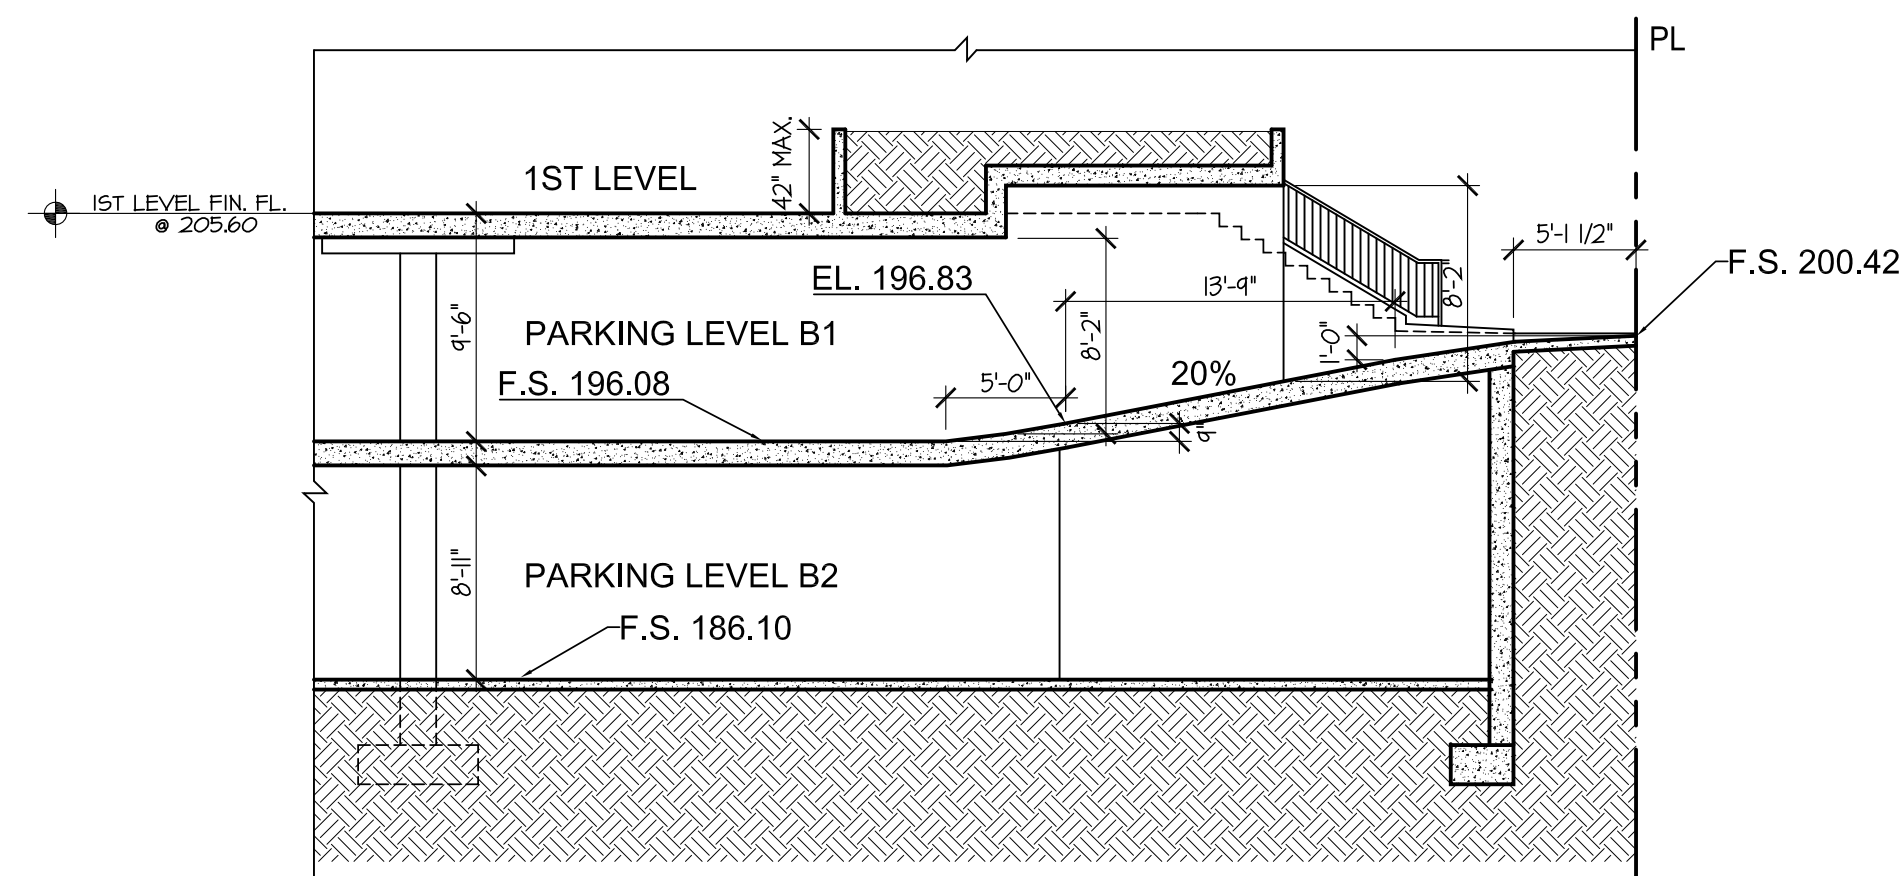 PL
42" MAX.
1ST LEVEL
1ST LEVEL FIN. FL.
@ 205.60
5'-1 1/2"
F.S. 200.42
EL. 196.83
13'-9"
8'-2"
9'-6"
PARKING LEVEL B1
8'-2"
1'-0"
F.S. 196.08
5'-0"
20%
9"
8'-11"
PARKING LEVEL B2
F.S. 186.10